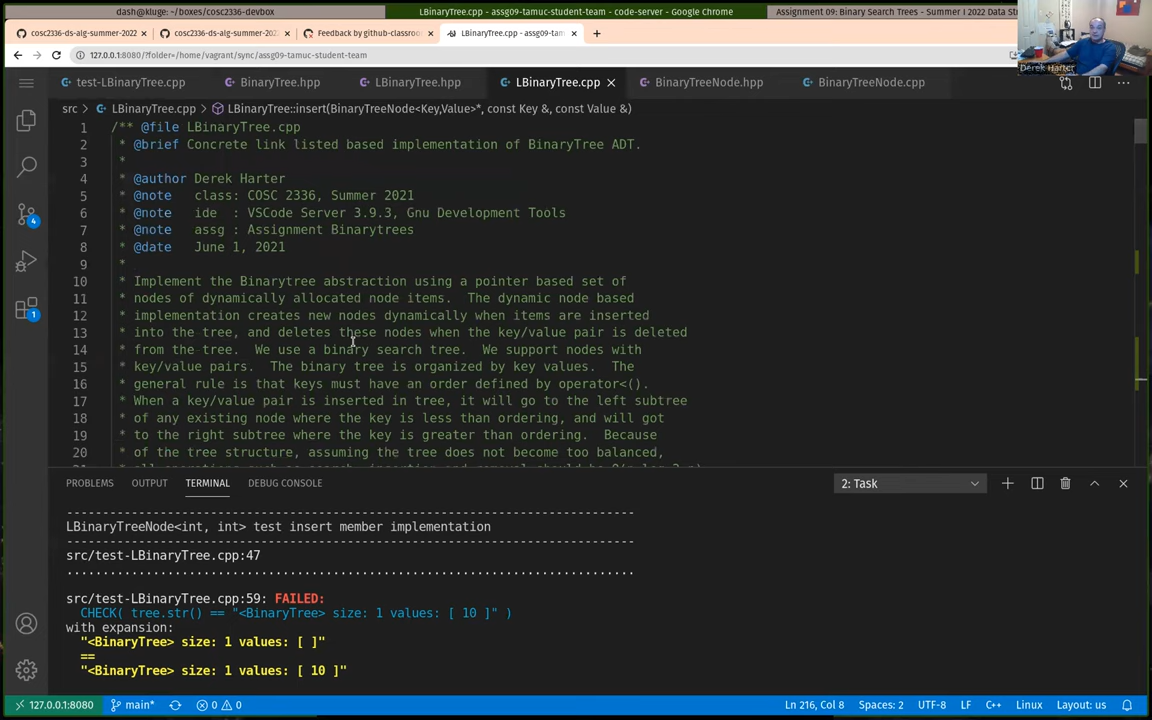 dash@kluge: ~/boxes/cosc2336-devbox
LBinaryTree.cpp - assg09-tamuc-student-team - code-server - Google Chrome
Assignment 09: Binary Search Trees - Summer I 2022 Data St
cosc2336-ds-alg-summer-2022
cosc2336-ds-alg-summer-202
Feedback by github-classroo
LBinaryTree.cpp - assg09-tam
127.0.0.1:8080/?folder=/home/vagrant/sync/assg09-tamuc-student-team
Derek Harter
test-LBinaryTree.cpp
BinaryTree.hpp
LBinaryTree.hpp
LBinaryTree.cpp
BinaryTreeNode.hpp
BinaryTreeNode.cpp
src > LBinaryTree.cpp > LBinaryTree::insert(BinaryTreeNode<Key,Value>*, const Key &, const Value &)
1 /** @file LBinaryTree.cpp
2 * @brief Concrete link listed based implementation of BinaryTree ADT.
3 *
4 * @author Derek Harter
5 * @note class: COSC 2336, Summer 2021
6 * @note ide : VSCode Server 3.9.3, Gnu Development Tools
7 * @note assg : Assignment Binarytrees
8 * @date June 1, 2021
9 *
10 * Implement the Binarytree abstraction using a pointer based set of
11 * nodes of dynamically allocated node items. The dynamic node based
12 * implementation creates new nodes dynamically when items are inserted
13 * into the tree, and deletes these nodes when the key/value pair is deleted
14 * from the tree. We use a binary search tree. We support nodes with
15 * key/value pairs. The binary tree is organized by key values. The
16 * general rule is that keys must have an order defined by operator<().
17 * When a key/value pair is inserted in tree, it will go to the left subtree
18 * of any existing node where the key is less than ordering, and will got
19 * to the right subtree where the key is greater than ordering. Because
20 * of the tree structure, assuming the tree does not become too balanced,
4
1
PROBLEMS OUTPUT TERMINAL DEBUG CONSOLE
2: Task
-------------------------------------------------------------------------------
LBinaryTreeNode<int, int> test insert member implementation
-------------------------------------------------------------------------------
src/test-LBinaryTree.cpp:47
...............................................................................
src/test-LBinaryTree.cpp:59: FAILED:
CHECK( tree.str() == "<BinaryTree> size: 1 values: [ 10 ]" )
with expansion:
"<BinaryTree> size: 1 values: [ ]"
==
"<BinaryTree> size: 1 values: [ 10 ]"
127.0.0.1:8080
main*
0 0
Ln 216, Col 8
Spaces: 2
UTF-8
LF
C++
Linux
Layout: us